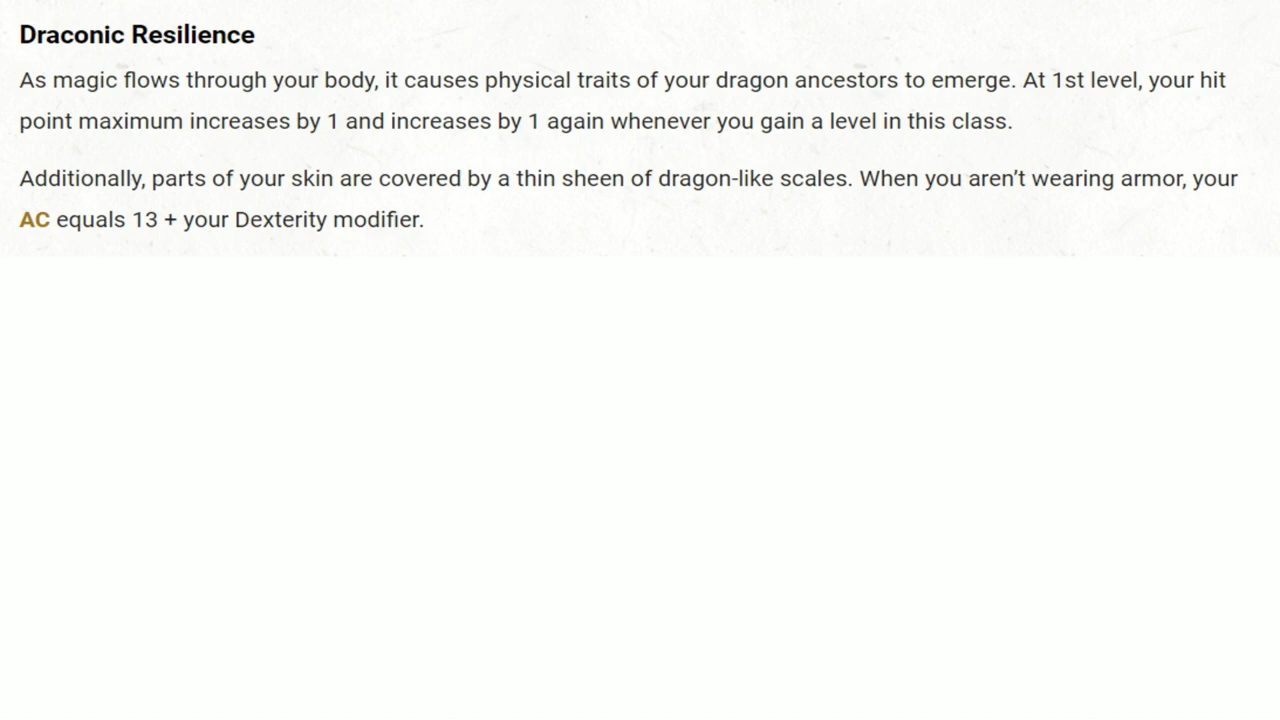 Draconic Resilience
As magic flows through your body, it causes physical traits of your dragon ancestors to emerge. At 1st level, your hit
point maximum increases by 1 and increases by 1 again whenever you gain a level in this class.
Additionally, parts of your skin are covered by a thin sheen of dragon-like scales. When you aren’t wearing armor, your
AC equals 13 + your Dexterity modifier.